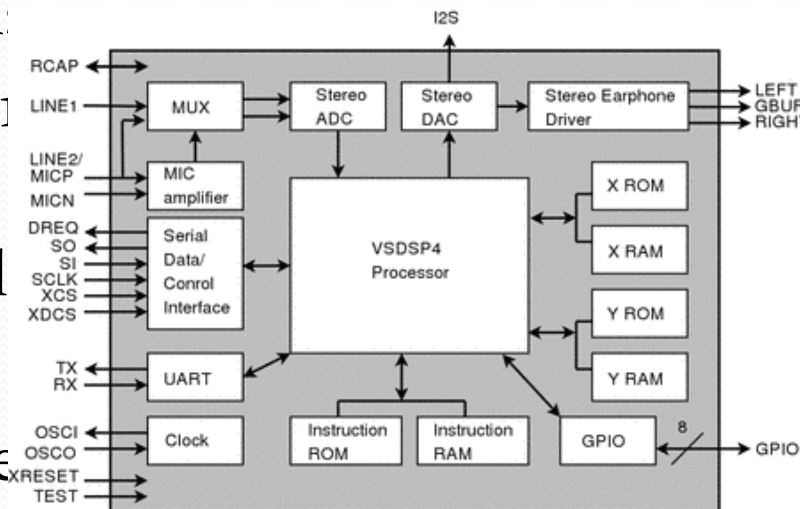 I2S
RCAP
LINE1
LINE2/
MICP
MICN
DREQ
SO
SI
SCLK
XCS
XDCS
TX
RX
OSCI
OSCO
XRESET
TEST
MUX
Stereo
ADC
Stereo
DAC
Stereo Earphone
Driver
LEFT
GBUF
RIGHT
MIC
amplifier
Serial
Data/
Conrol
Interface
VSDSP4
Processor
X ROM
X RAM
Y ROM
Y RAM
UART
Clock
Instruction
ROM
Instruction
RAM
GPIO
8
GPIO